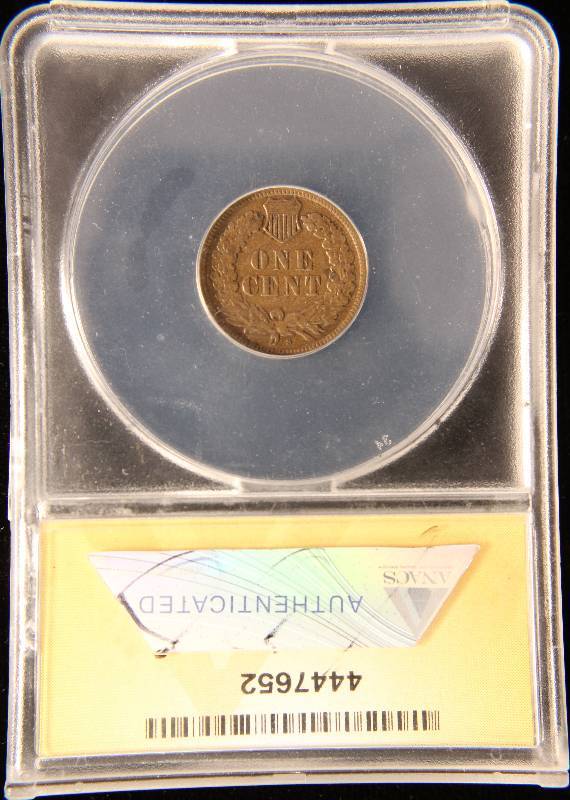 ONE
CENT
ANACS
AUTHENTICATED
4447652